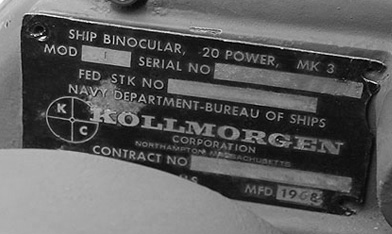 SHIP BINOCULAR, 20 POWER, MK 3
MOD 1 SERIAL NO
FED STK NO
NAVY DEPARTMENT-BUREAU OF SHIPS
K C KOLLMORGEN
CORPORATION
NORTHAMPTON, MASSACHUSETTS
CONTRACT NO
U.S. MFD 1968